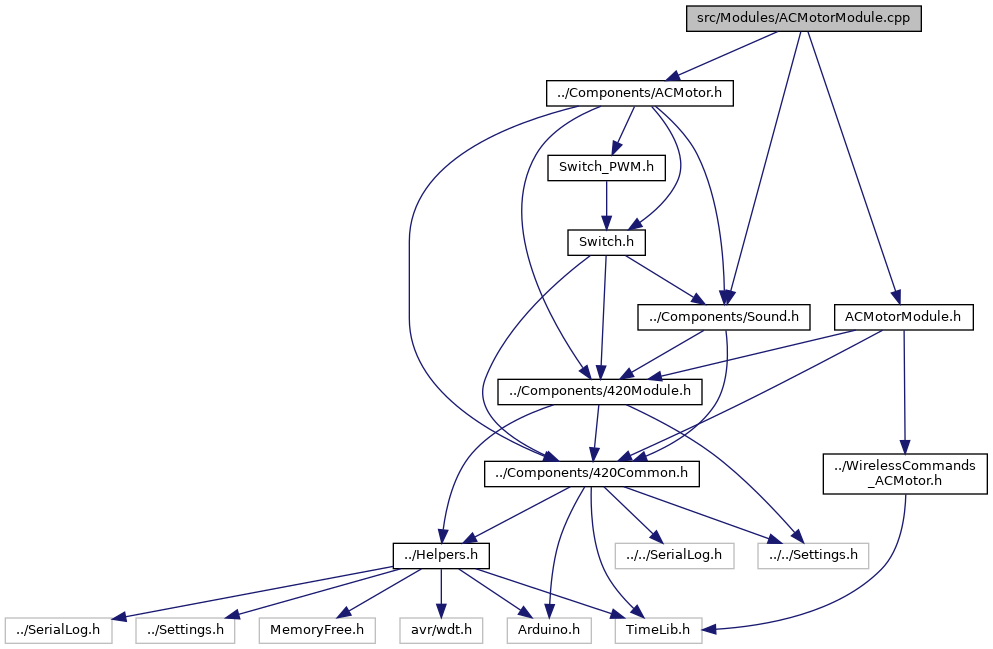 src/Modules/ACMotorModule.cpp
../Components/ACMotor.h
Switch_PWM.h
Switch.h
../Components/Sound.h
ACMotorModule.h
../Components/420Module.h
../Components/420Common.h
../WirelessCommands
_ACMotor.h
../Helpers.h
../../SerialLog.h
../../Settings.h
../SerialLog.h
../Settings.h
MemoryFree.h
avr/wdt.h
Arduino.h
TimeLib.h